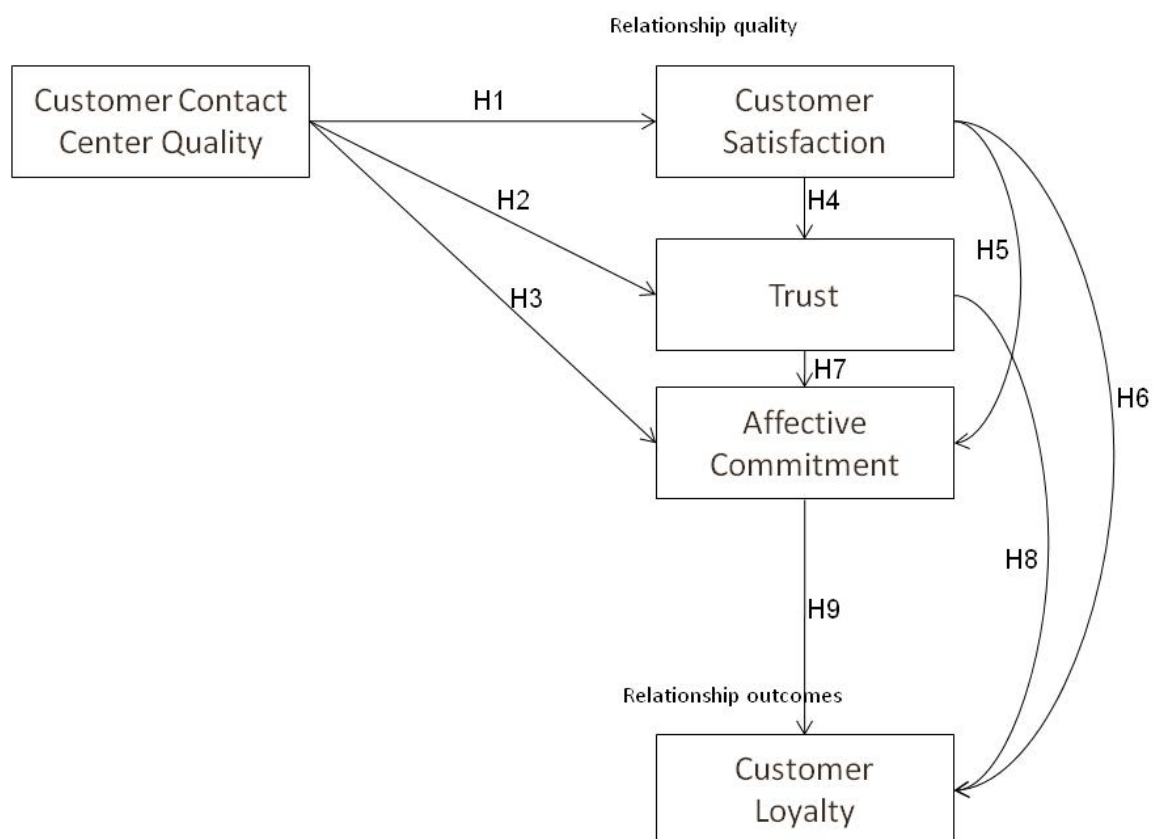 Relationship quality
Customer Contact
Center Quality
H1
Customer
Satisfaction
H2
H4
H3
H5
Trust
H7
H6
Affective
Commitment
H8
H9
Relationship outcomes
Customer
Loyalty